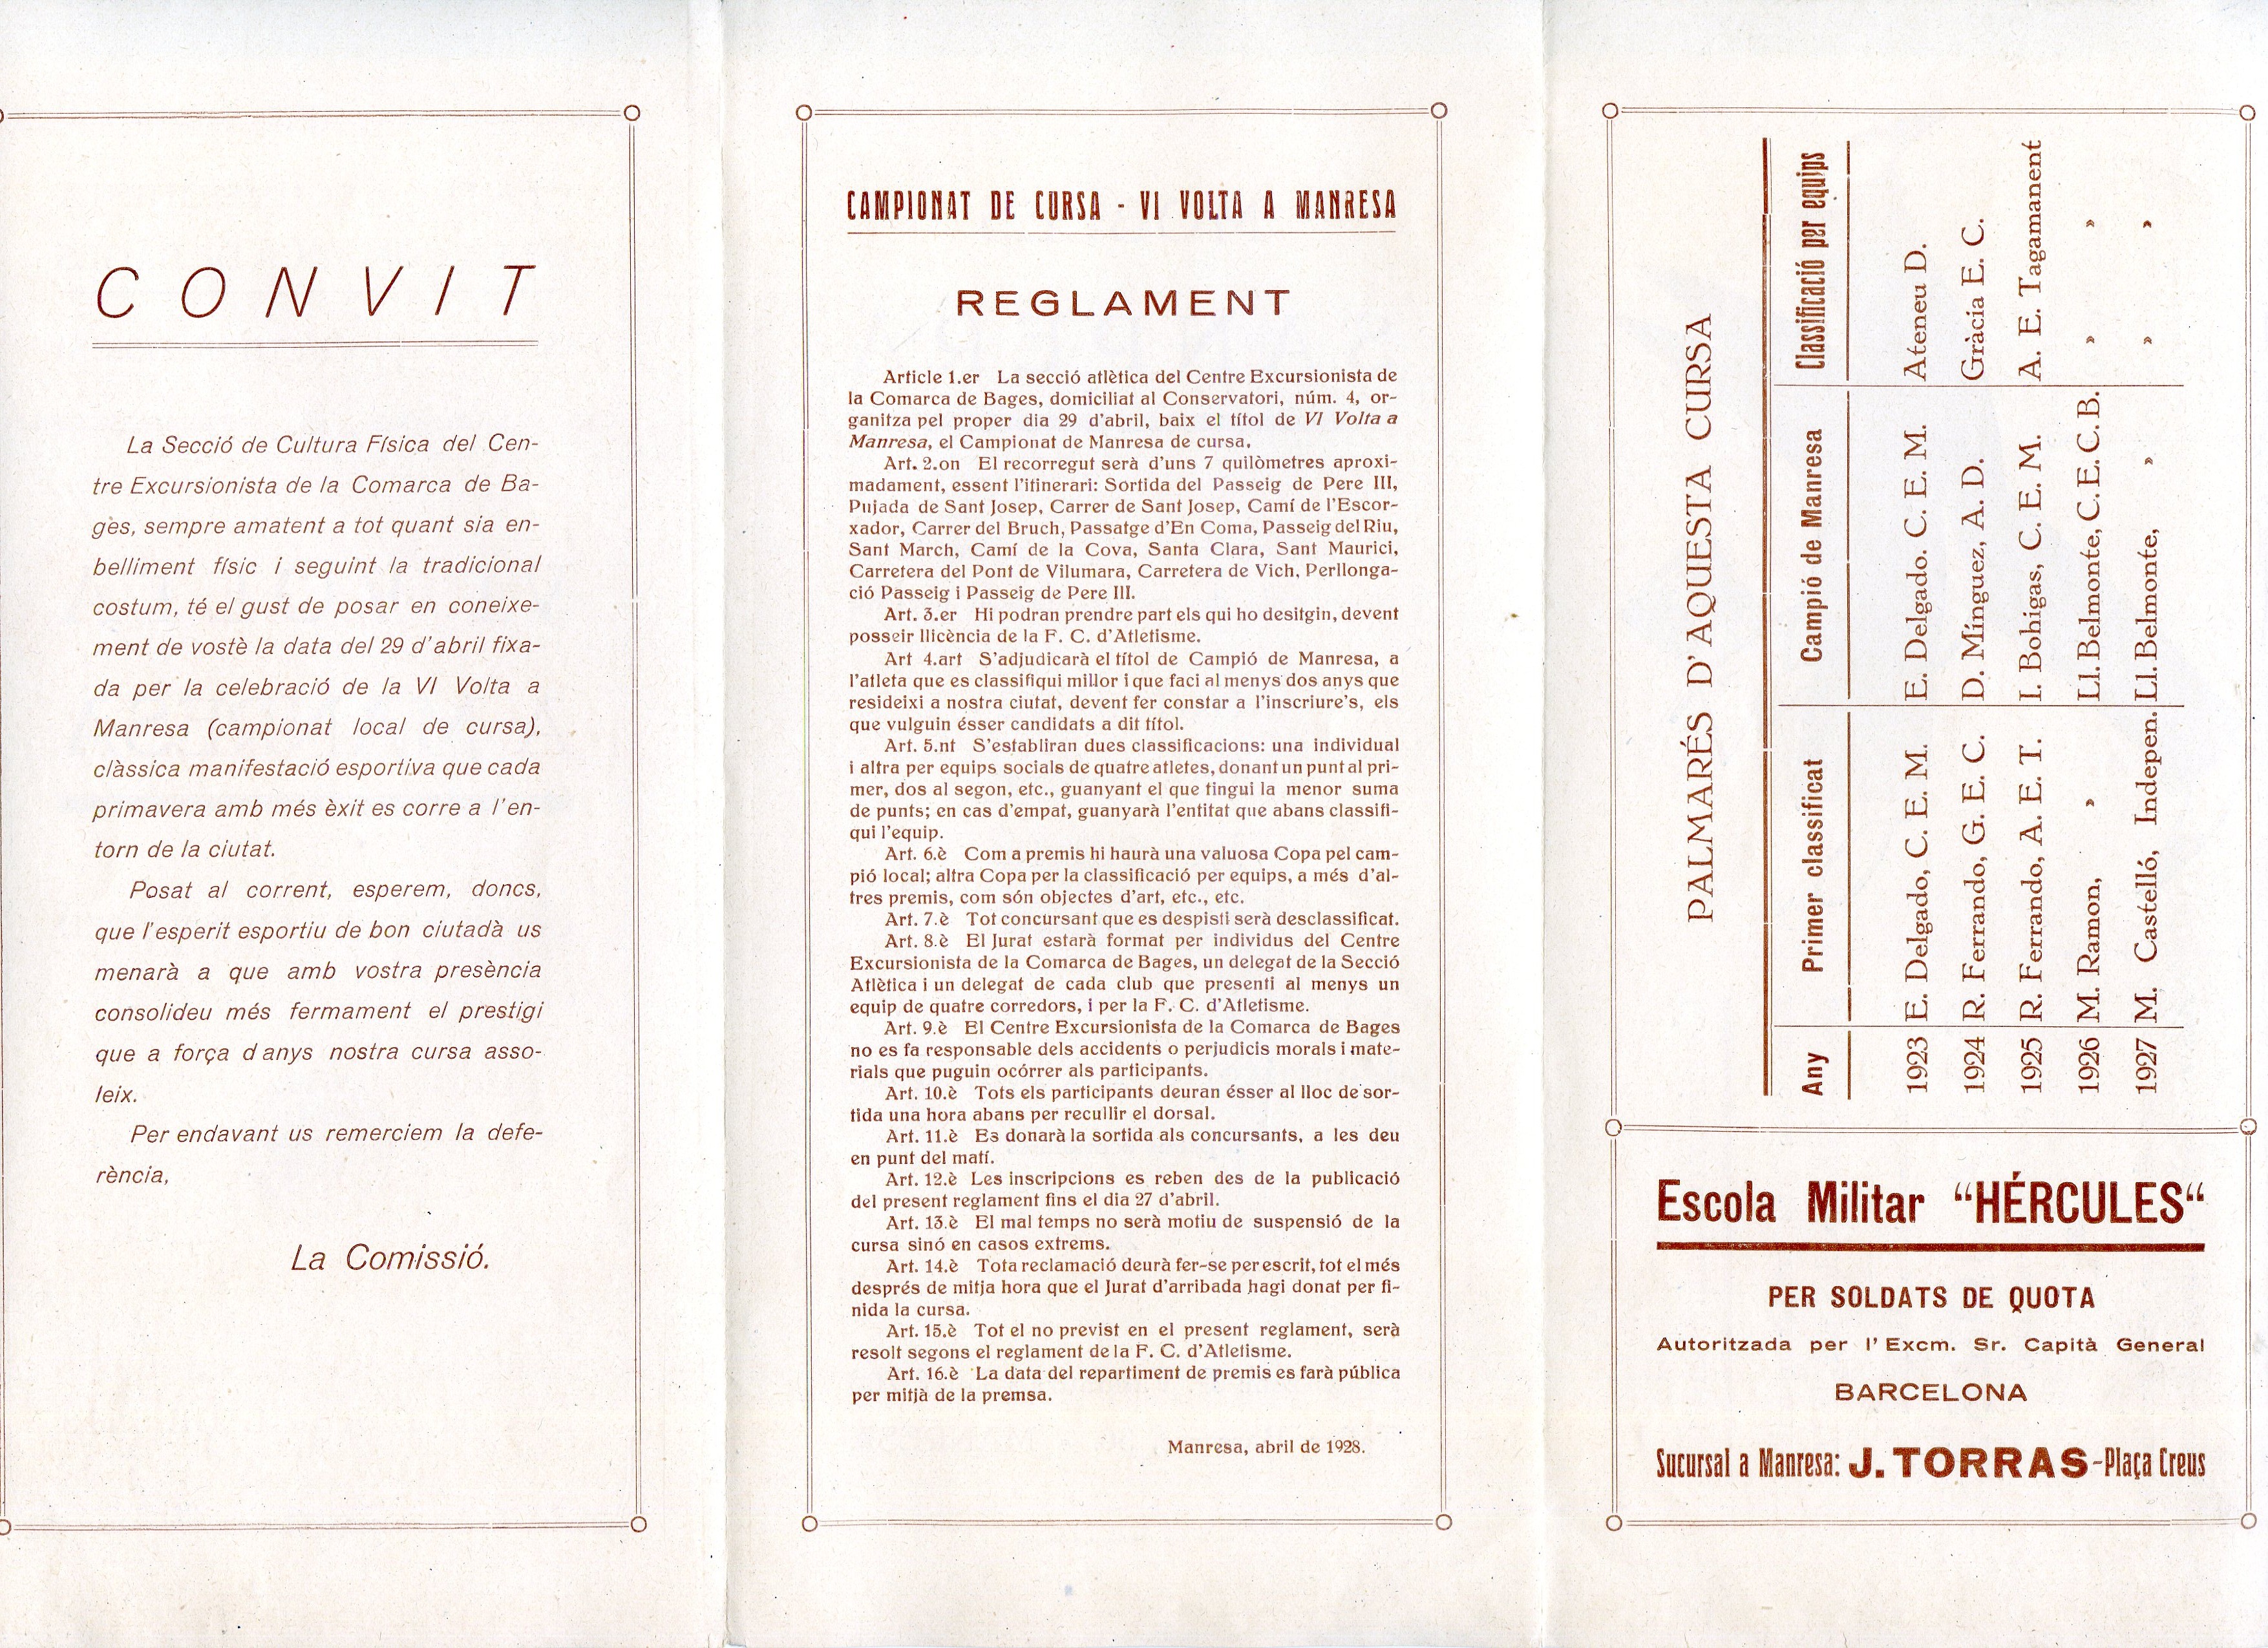 CONVIT
La Secció de Cultura Física del Cen-
tre Excursionista de la Comarca de Ba-
ges, sempre amatent a tot quant sia en-
belliment físic i seguint la tradicional
costum, té el gust de posar en coneixe-
ment de vostè la data del 29 d'abril fixa-
da per la celebració de la VI Volta a
Manresa (campionat local de cursa),
clàssica manifestació esportiva que cada
primavera amb més èxit es corre a l'en-
torn de la ciutat.
Posat al corrent, esperem, doncs,
que l'esperit esportiu de bon ciutadà us
menarà a que amb vostra presència
consolideu més fermament el prestigi
que a força d anys nostra cursa asso-
leix.
Per endavant us remerciem la defe-
rència,
La Comissió.
CAMPIONAT DE CURSA - VI VOLTA A MANRESA
REGLAMENT
Article 1.er La secció atlètica del Centre Excursionista de
la Comarca de Bages, domiciliat al Conservatori, núm. 4, or-
ganitza pel proper dia 29 d'abril, baix el títol de VI Volta a
Manresa, el Campionat de Manresa de cursa.
Art. 2.on El recorregut serà d'uns 7 quilòmetres aproxi-
madament, essent l'itinerari: Sortida del Passeig de Pere III,
Pujada de Sant Josep, Carrer de Sant Josep, Camí de l'Escor-
xador, Carrer del Bruch, Passatge d'En Coma, Passeig del Riu,
Sant March, Camí de la Cova, Santa Clara, Sant Maurici,
Carretera del Pont de Vilumara, Carretera de Vich, Perllonga-
ció Passeig i Passeig de Pere III.
Art. 3.er Hi podran prendre part els qui ho desitgin, devent
posseir llicència de la F. C. d'Atletisme.
Art 4.art S'adjudicarà el títol de Campió de Manresa, a
l'atleta que es classifiqui millor i que faci al menys dos anys que
resideixi a nostra ciutat, devent fer constar a l'inscriure's, els
que vulguin ésser candidats a dit títol.
Art. 5.nt S'establiran dues classificacions: una individual
i altra per equips socials de quatre atletes, donant un punt al pri-
mer, dos al segon, etc., guanyant el que tingui la menor suma
de punts; en cas d'empat, guanyarà l'entitat que abans classifi-
qui l'equip.
Art. 6.è Com a premis hi haurà una valuosa Copa pel cam-
pió local; altra Copa per la classificació per equips, a més d'al-
tres premis, com són objectes d'art, etc., etc.
Art. 7.è Tot concursant que es despisti serà desclassificat.
Art. 8.è El Jurat estarà format per individus del Centre
Excursionista de la Comarca de Bages, un delegat de la Secció
Atlètica i un delegat de cada club que presenti al menys un
equip de quatre corredors, i per la F. C. d'Atletisme.
Art. 9.è El Centre Excursionista de la Comarca de Bages
no es fa responsable dels accidents o perjudicis morals i mate-
rials que puguin ocórrer als participants.
Art. 10.è Tots els participants deuran ésser al lloc de sor-
tida una hora abans per recullir el dorsal.
Art. 11.è Es donarà la sortida als concursants, a les deu
en punt del matí.
Art. 12.è Les inscripcions es reben des de la publicació
del present reglament fins el dia 27 d'abril.
Art. 13.è El mal temps no serà motiu de suspensió de la
cursa sinó en casos extrems.
Art. 14.è Tota reclamació deurà fer-se per escrit, tot el més
després de mitja hora que el Jurat d'arribada hagi donat per fi-
nida la cursa.
Art. 15.è Tot el no previst en el present reglament, serà
resolt segons el reglament de la F. C. d'Atletisme.
Art. 16.è La data del repartiment de premis es farà pública
per mitjà de la premsa.
Manresa, abril de 1928.
PALMARÉS D'AQUESTA CURSA
Any Primer classificat Campió de Manresa Classificació per equips
1923 E. Delgado, C. E. M. E. Delgado. C. E. M. Ateneu D.
1924 R. Ferrando, G. E. C. D. Mínguez, A. D. Gràcia E. C.
1925 R. Ferrando, A. E. T. I. Bohigas, C. E. M. A. E. Tagamanent
1926 M. Ramon, » Ll. Belmonte, C. E. C. B. » »
1927 M. Castelló, Indepen. Ll. Belmonte, » » »
Escola Militar “HÉRCULES“
PER SOLDATS DE QUOTA
Autoritzada per l'Excm. Sr. Capità General
BARCELONA
Sucursal a Manresa: J. TORRAS - Plaça Creus